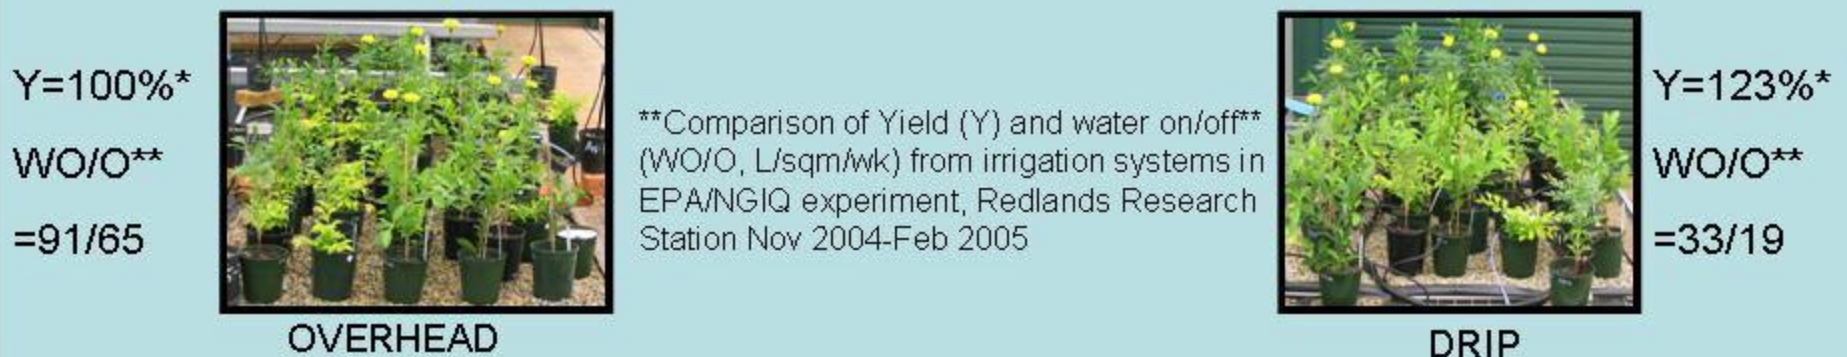 Y=100%*
WO/O**
=91/65
OVERHEAD
**Comparison of Yield (Y) and water on/off**
(WO/O, L/sqm/wk) from irrigation systems in
EPA/NGIQ experiment, Redlands Research
Station Nov 2004-Feb 2005
Y=123%*
WO/O**
=33/19
DRIP